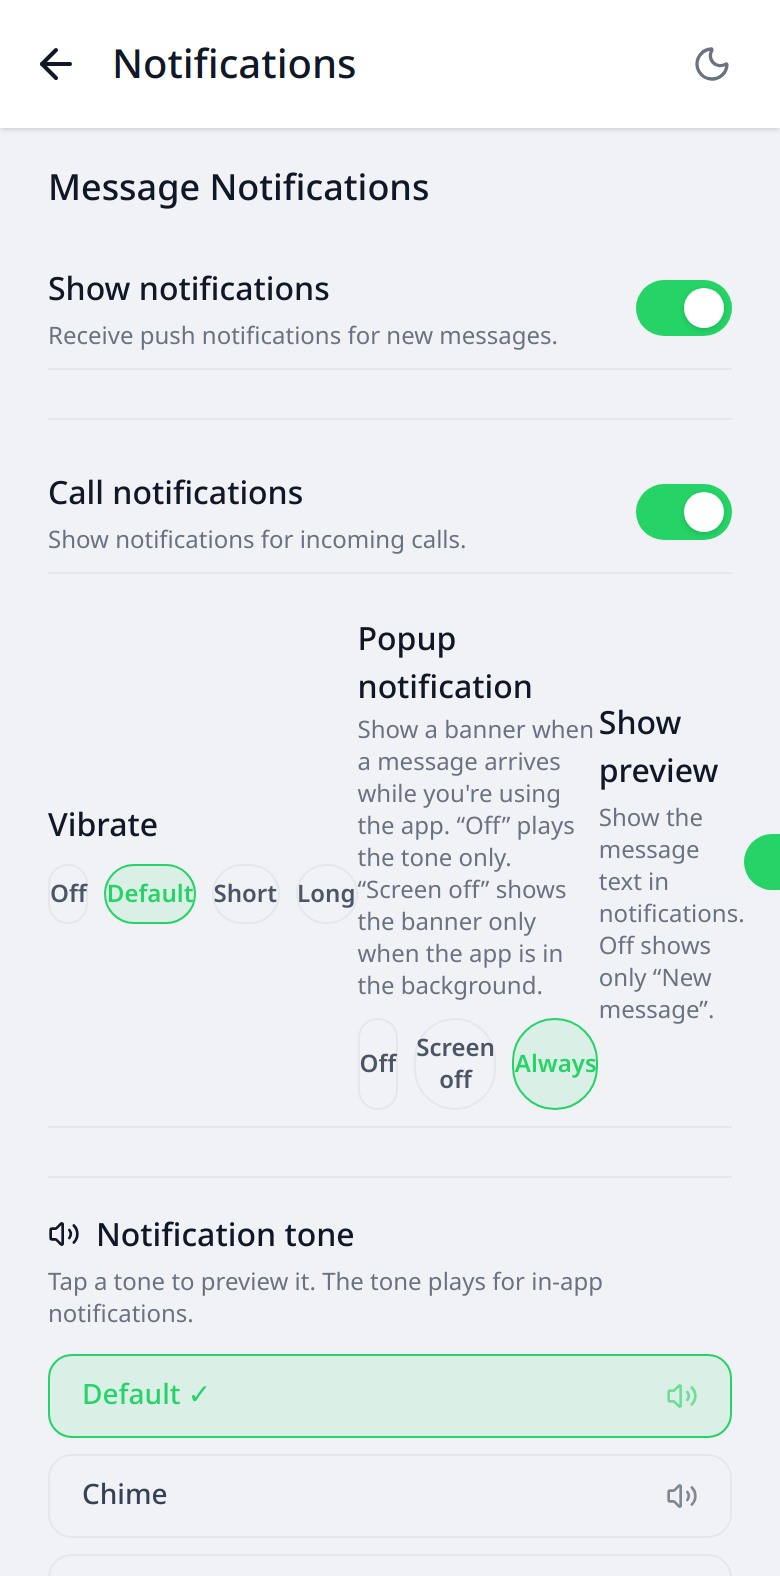 Notifications
Message Notifications
Show notifications
Receive push notifications for new messages.
Call notifications
Show notifications for incoming calls.
Vibrate
Off
Default
Short
Long
Popup
notification
Show a banner when
a message arrives
while you're using
the app. “Off” plays
the tone only.
“Screen off” shows
the banner only
when the app is in
the background.
Off
Screen
off
Always
Show
preview
Show the
message
text in
notifications.
Off shows
only “New
message”.
Notification tone
Tap a tone to preview it. The tone plays for in-app
notifications.
Default ✓
Chime